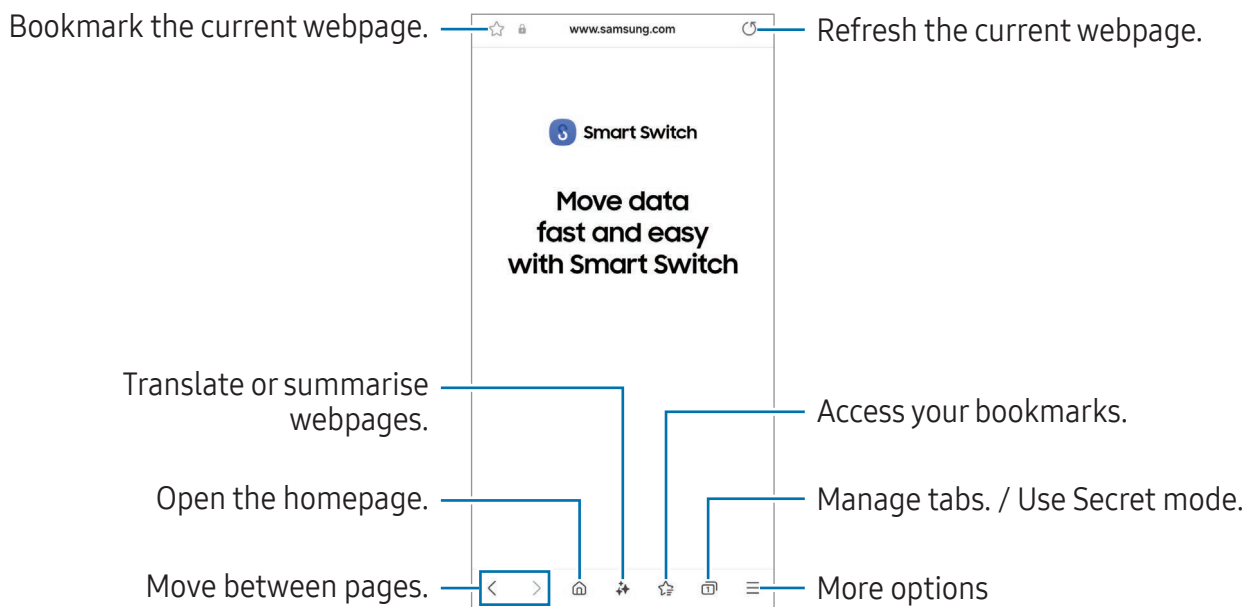 Bookmark the current webpage.
www.samsung.com
Refresh the current webpage.
Smart Switch
Move data
fast and easy
with Smart Switch
Translate or summarise
webpages.
Access your bookmarks.
Open the homepage.
Manage tabs. / Use Secret mode.
Move between pages.
1
More options